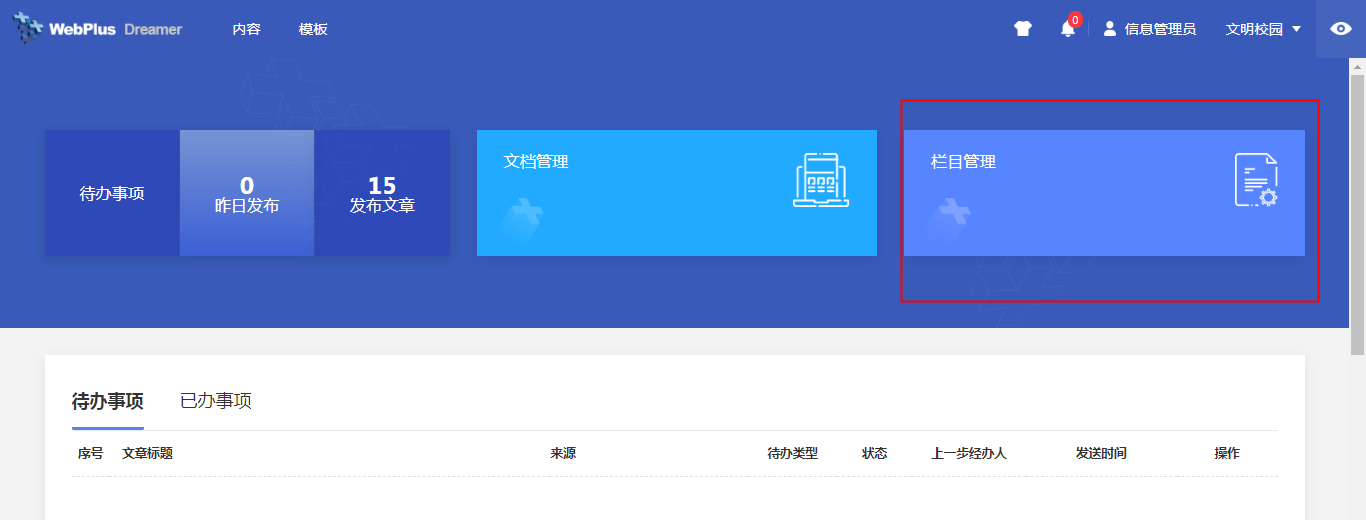 WebPlus Dreamer 内容 模板 0 信息管理员 文明校园
待办事项
0
昨日发布
15
发布文章
文档管理
栏目管理
待办事项 已办事项
序号 文章标题 来源 待办类型 状态 上一步经办人 发送时间 操作